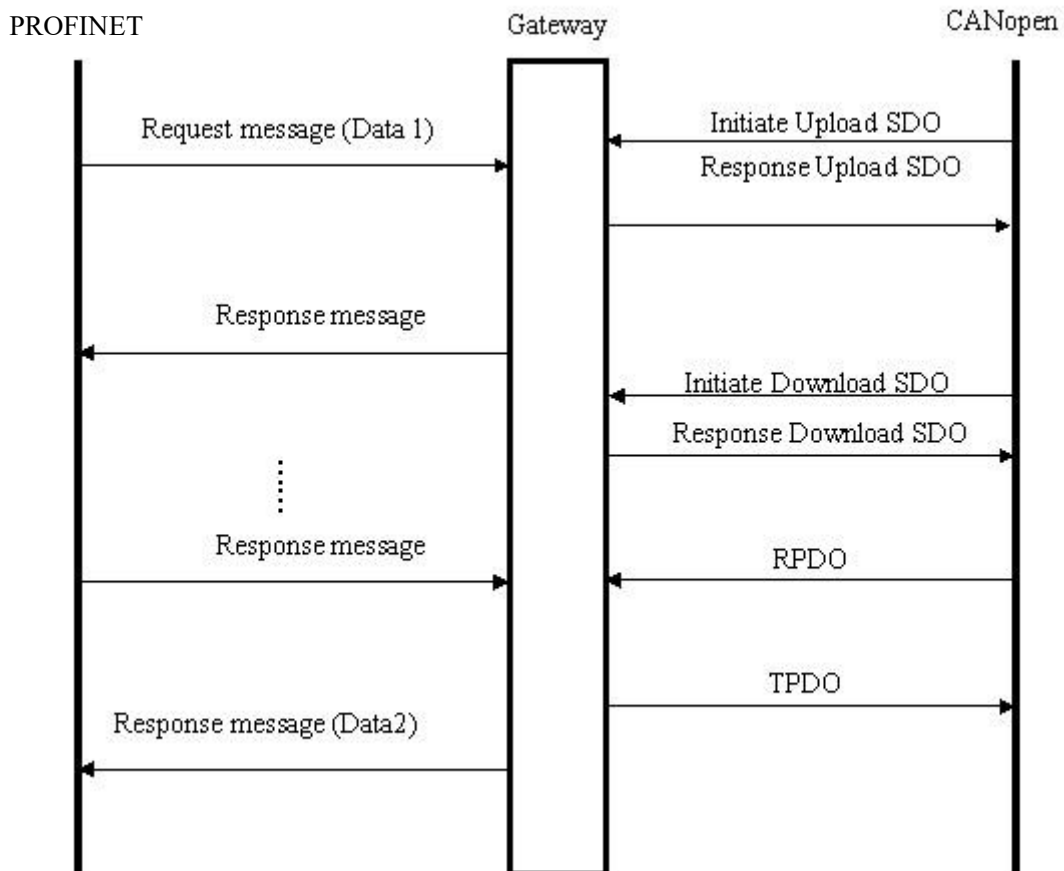 PROFINET
Gateway
CANopen
Request message (Data 1)
Initiate Upload SDO
Response Upload SDO
Response message
Initiate Download SDO
Response Download SDO
Response message
RPDO
TPDO
Response message (Data2)